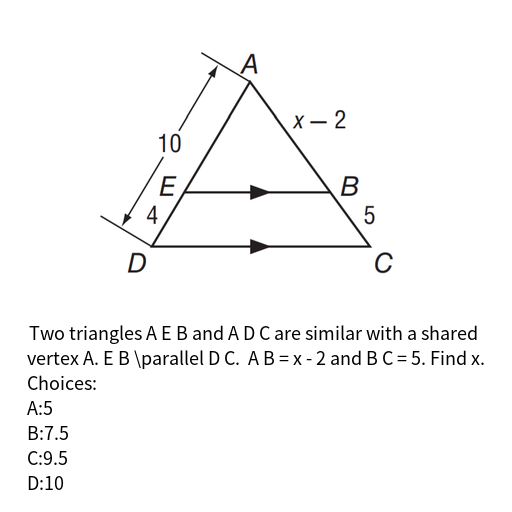 A
x – 2
10
E
B
4
5
D
C
Two triangles A E B and A D C are similar with a shared
vertex A. E B \parallel D C.  A B = x - 2 and B C = 5. Find x.
Choices:
A:5
B:7.5
C:9.5
D:10